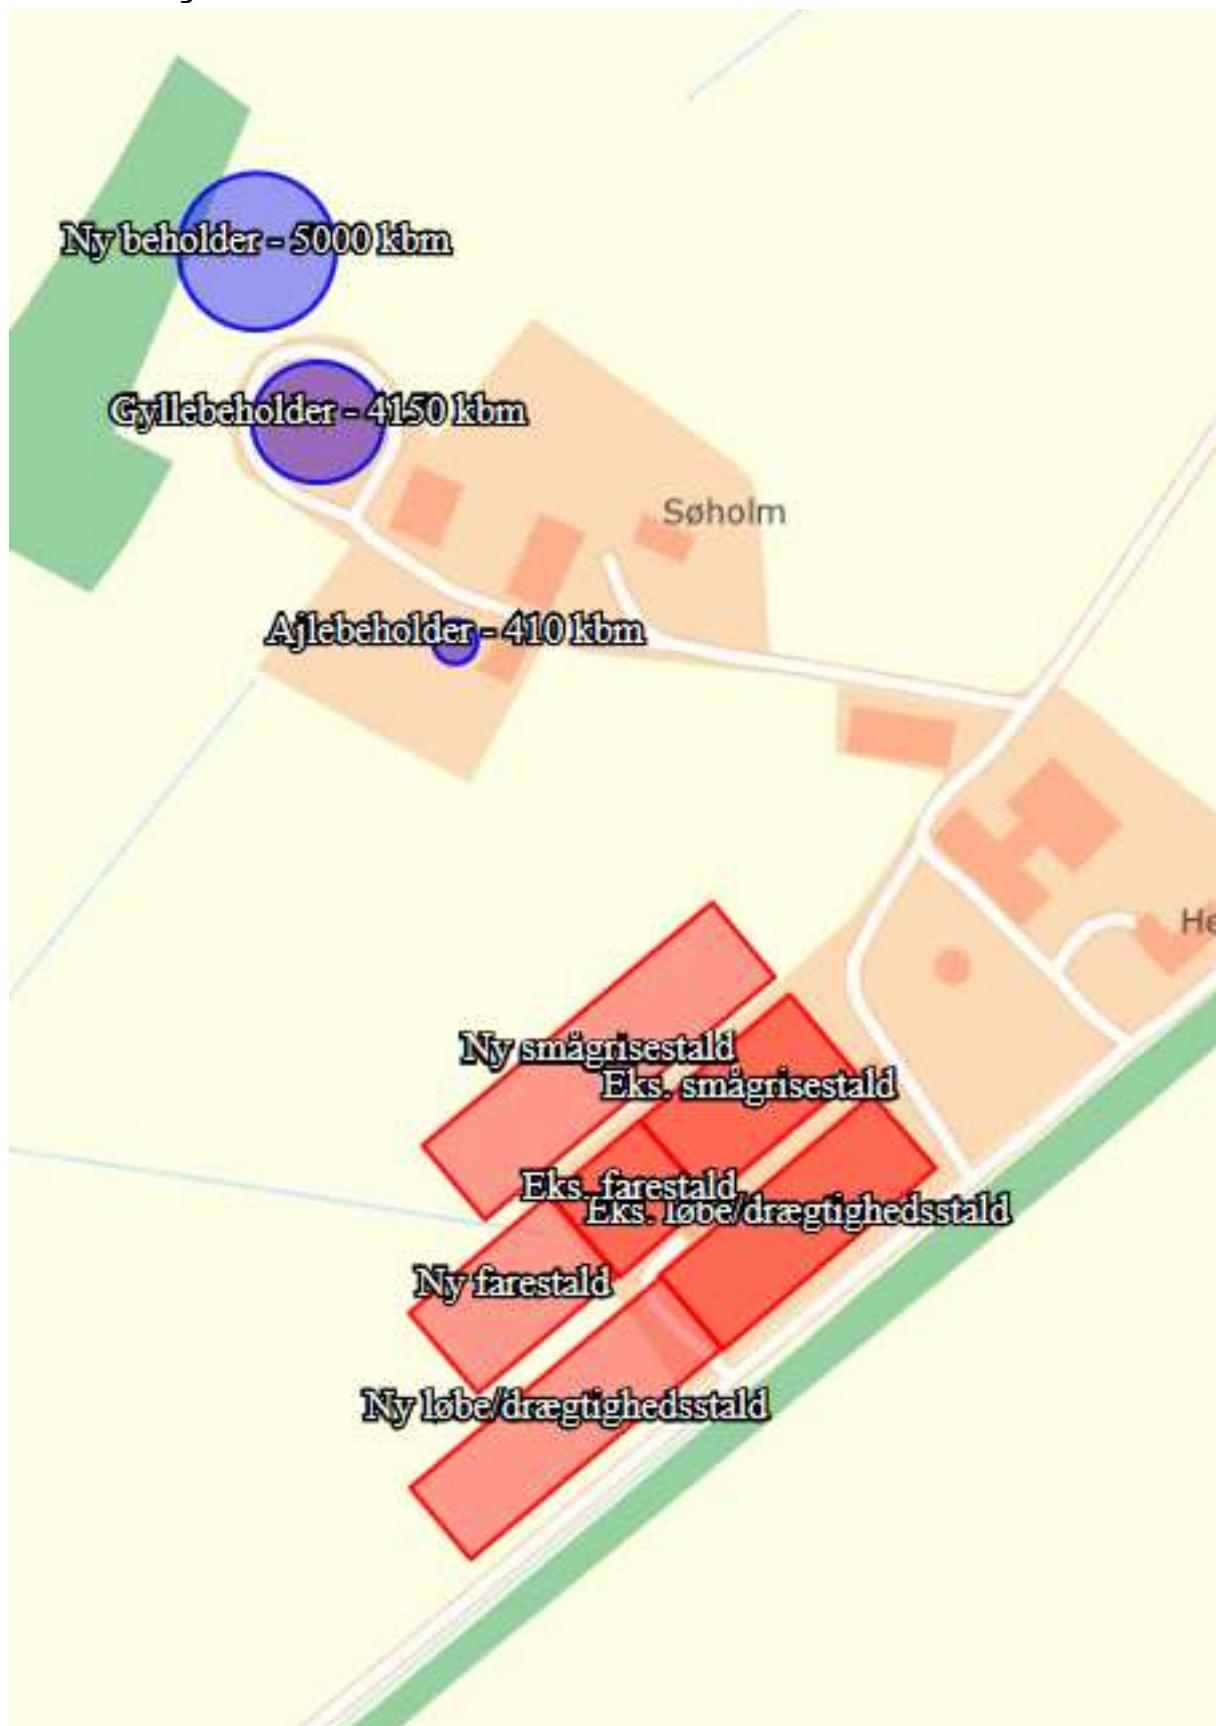 Ny beholder - 5000 kbm
Gyllebeholder - 4150 kbm
Søholm
Ajlebeholder - 410 kbm
He
Ny smågrisestald
Eks. smågrisestald
Eks. farestald
Eks. løbe/drægtighedsstald
Ny farestald
Ny løbe/drægtighedsstald